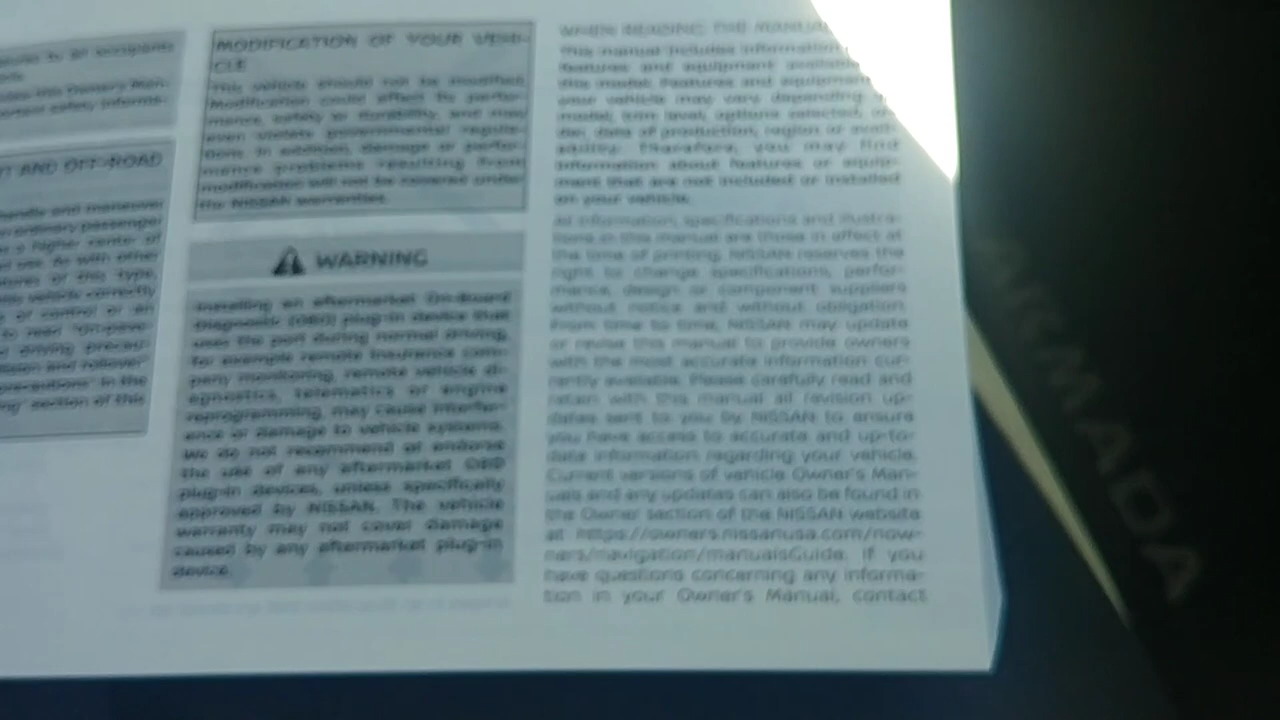 MODIFICATION OF YOUR VEHI-
CLE
This vehicle should not be modified.
Modification could affect its perfor-
mance, safety or durability, and may
even violate governmental regula-
tions. In addition, damage or perfor-
mance problems resulting from
modification will not be covered under
the NISSAN warranties.
WARNING
Installing an aftermarket On-Board
Diagnostic (OBD) plug-in device that
uses the port during normal driving,
for example remote insurance com-
pany monitoring, remote vehicle di-
agnostics, telematics or engine
reprogramming, may cause interfer-
ence or damage to vehicle systems.
We do not recommend or endorse
the use of any aftermarket OBD
plug-in devices, unless specifically
approved by NISSAN. The vehicle
warranty may not cover damage
caused by any aftermarket plug-in
device.
WHEN READING THE MANUAL
This manual includes information
features and equipment available
this model. Features and equipment
your vehicle may vary depending
model, trim level, options selected,
der, date of production, region or avail-
ability. Therefore, you may find
information about features or equip-
ment that are not included or installed
on your vehicle.
All information, specifications and illustra-
tions in this manual are those in effect at
the time of printing. NISSAN reserves the
right to change specifications, perfor-
mance, design or component suppliers
without notice and without obligation.
From time to time, NISSAN may update
or revise this manual to provide owners
with the most accurate information cur-
rently available. Please carefully read and
retain with this manual all revision up-
dates sent to you by NISSAN to ensure
you have access to accurate and up-to-
date information regarding your vehicle.
Current versions of vehicle Owner's Man-
uals and any updates can also be found in
the Owner section of the NISSAN website
at https://owners.nissanusa.com/now-
ners/navigation/manualsGuide. If you
have questions concerning any informa-
tion in your Owner's Manual, contact
ARMADA